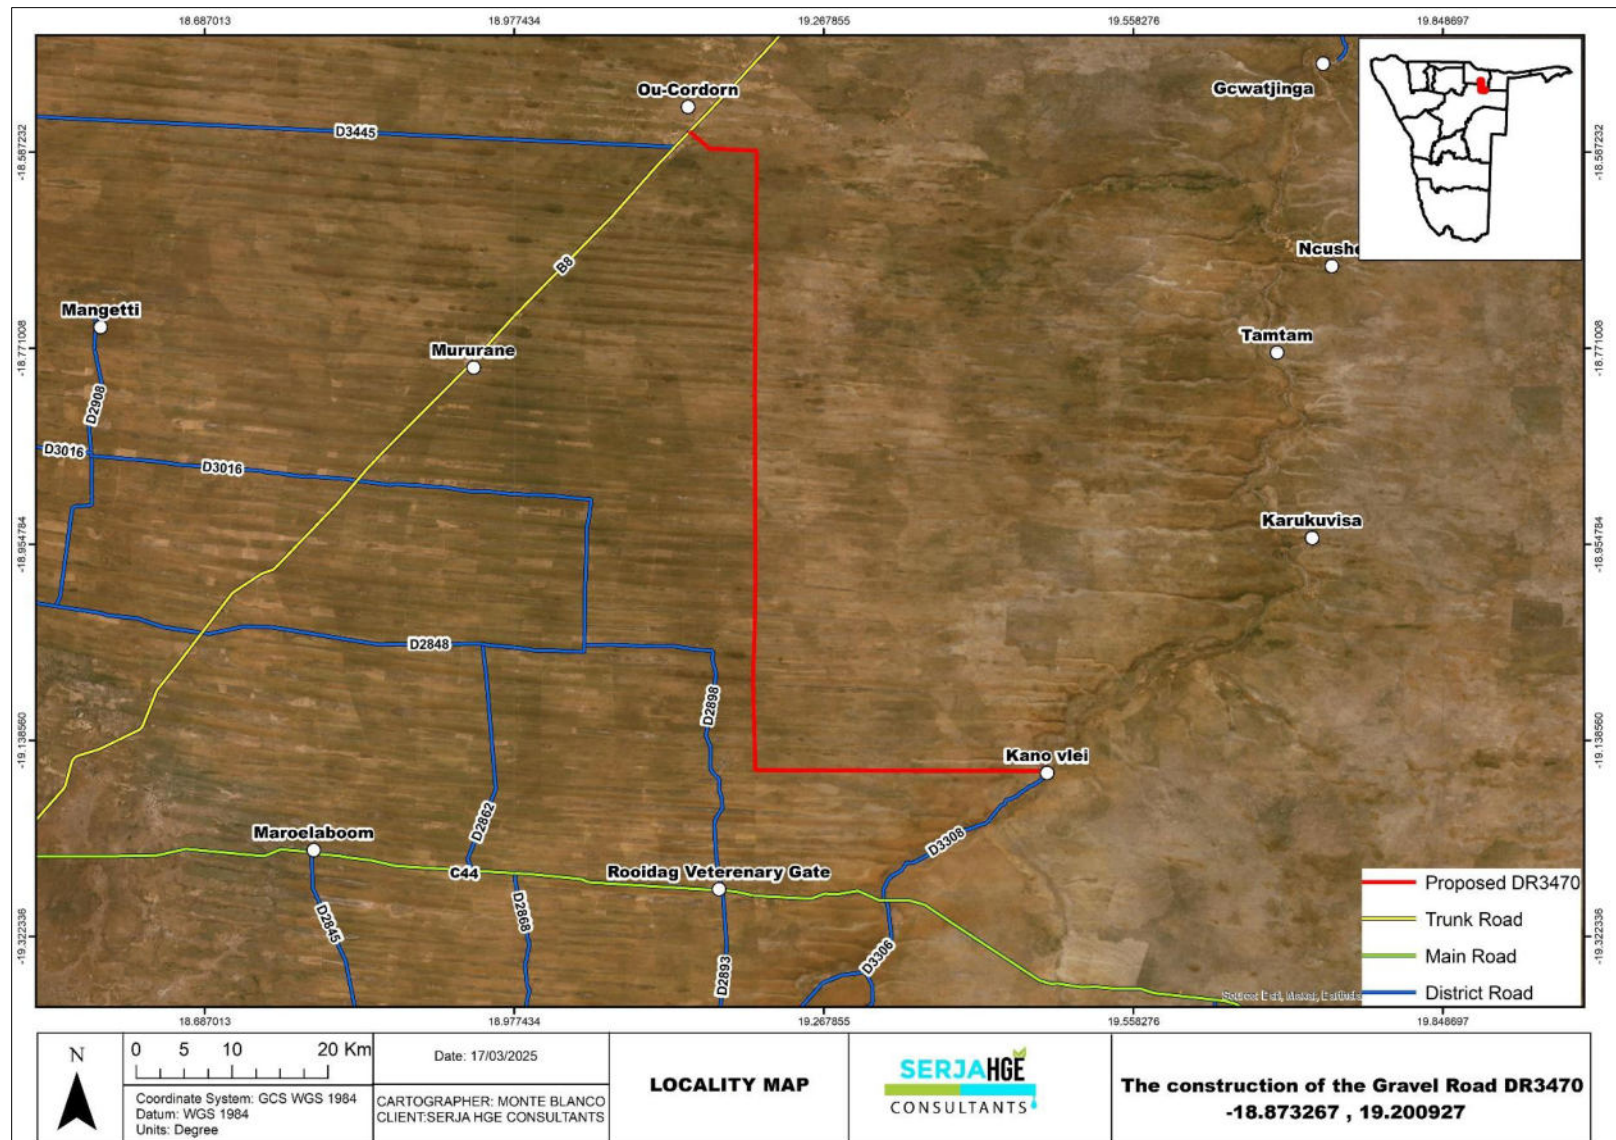 18.687013
18.977434
19.267855
19.558276
19.848697
Gcwatjinga
Ou-Cordorn
D3445
-18.587232
-18.587232
B8
Mangetti
Mururane
Tamtam
-18.771008
-18.771008
D2908
D3016
D3016
Karukuvisa
-18.954784
-18.954784
D2848
D2898
-19.138560
-19.138560
Kano vlei
D2862
D3308
Maroelaboom
C44
Rooidag Veterenary Gate
D2845
D2868
D2893
D3306
-19.322336
-19.322336
Proposed DR3470
Trunk Road
Main Road
District Road
18.687013
18.977434
19.267855
19.558276
19.848697
N
0 5 10 20 Km
Coordinate System: GCS WGS 1984
Datum: WGS 1984
Units: Degree
Date: 17/03/2025
CARTOGRAPHER: MONTE BLANCO
CLIENT:SERJA HGE CONSULTANTS
LOCALITY MAP
SERJAHGE
CONSULTANTS
The construction of the Gravel Road DR3470
-18.873267 , 19.200927